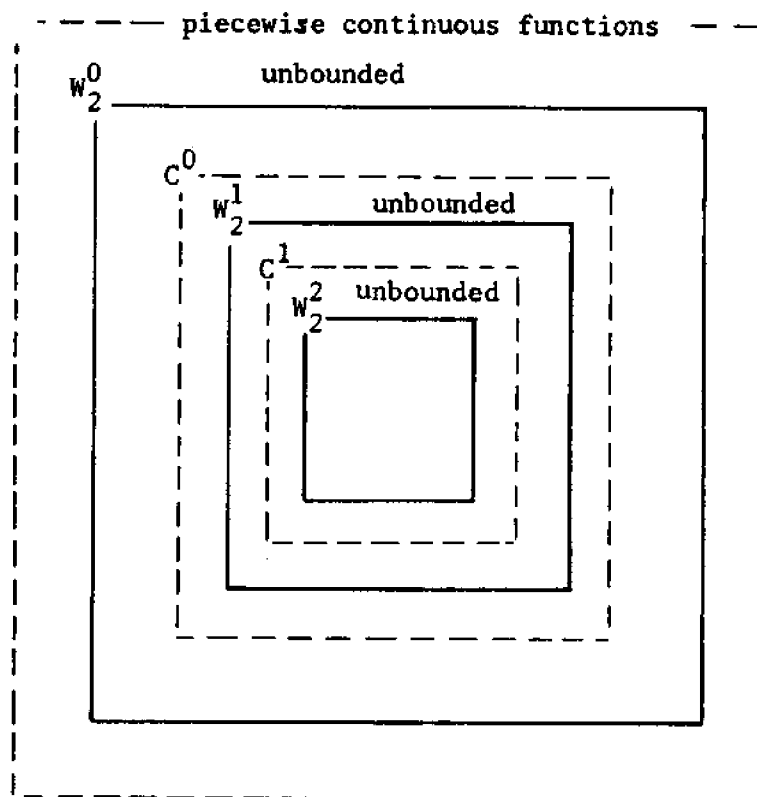 piecewise continuous functions
unbounded
W₂⁰
C⁰
W₂¹ unbounded
C¹
W₂² unbounded